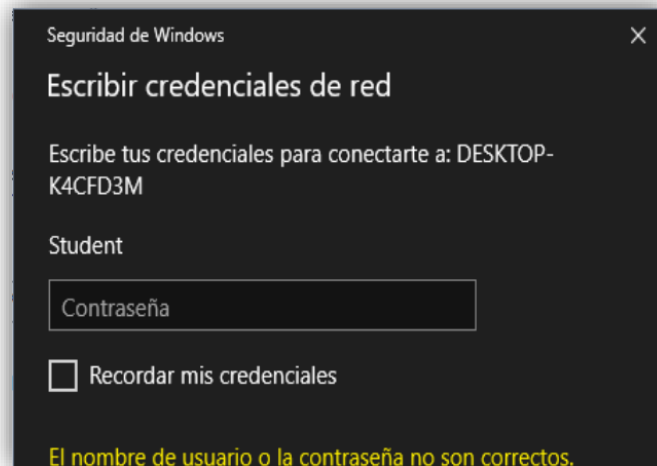 Seguridad de Windows
Escribir credenciales de red
Escribe tus credenciales para conectarte a: DESKTOP-
K4CFD3M
Student
Contraseña
Recordar mis credenciales
El nombre de usuario o la contraseña no son correctos.